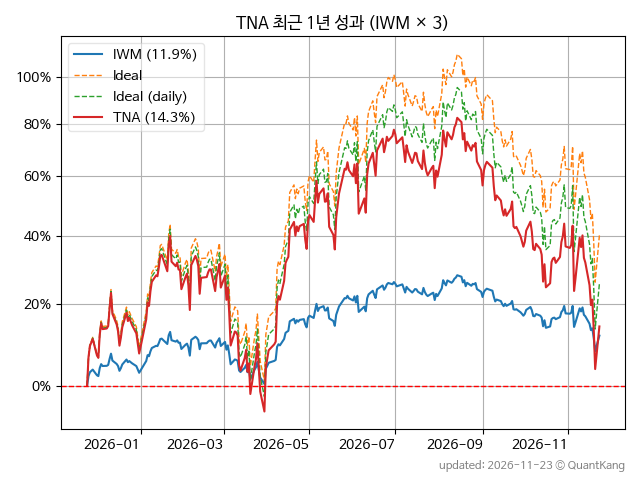 TNA 최근 1년 성과 (IWM × 3)
IWM (11.9%)
Ideal
Ideal (daily)
TNA (14.3%)
100%
80%
60%
40%
20%
0%
2026-01 2026-03 2026-05 2026-07 2026-09 2026-11
updated: 2026-11-23 © QuantKang